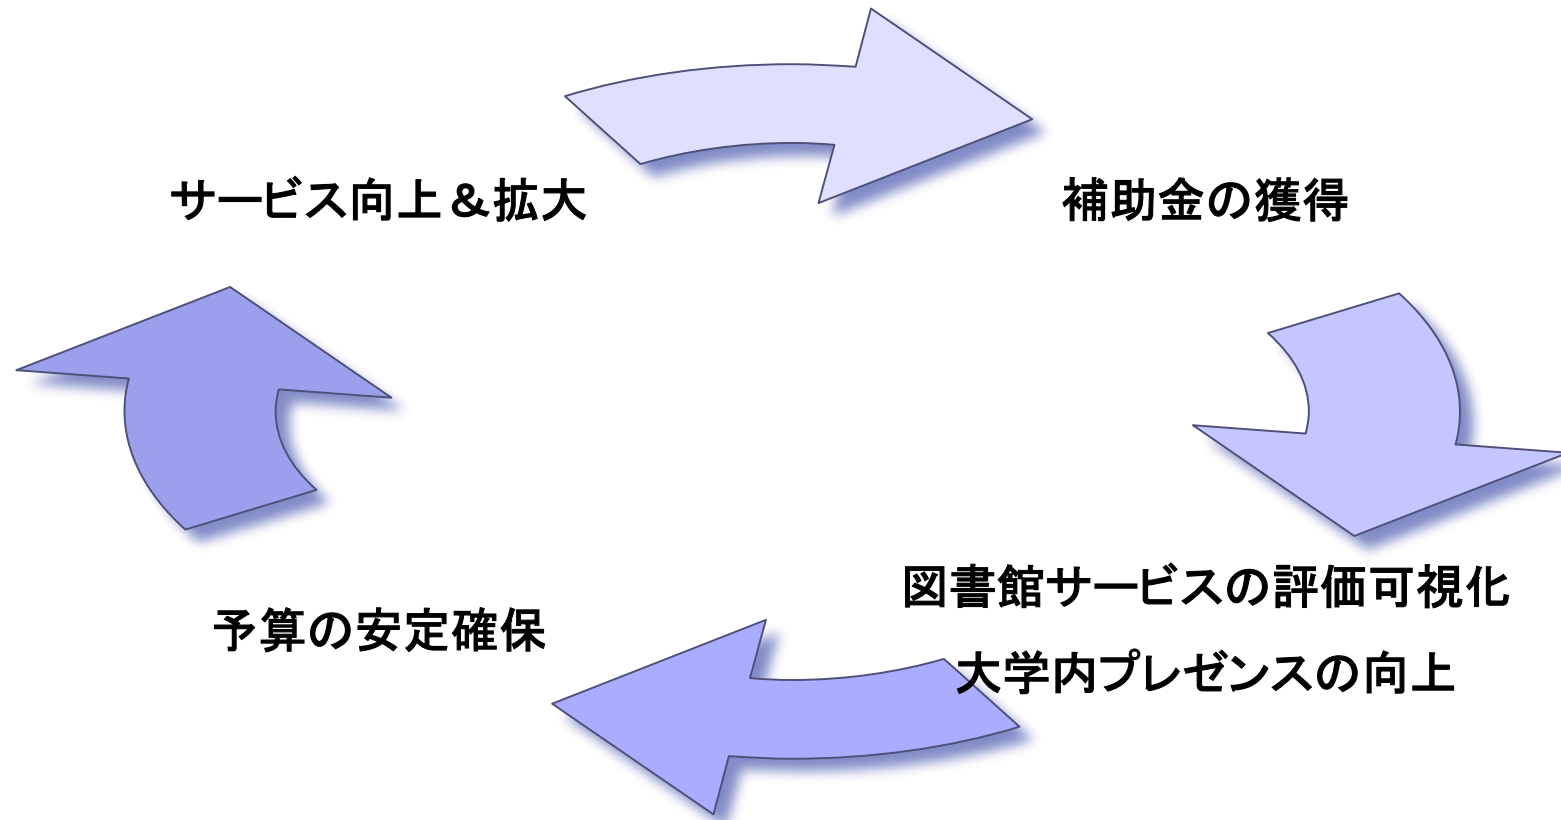 サービス向上＆拡大
補助金の獲得
図書館サービスの評価可視化
大学内プレゼンスの向上
予算の安定確保